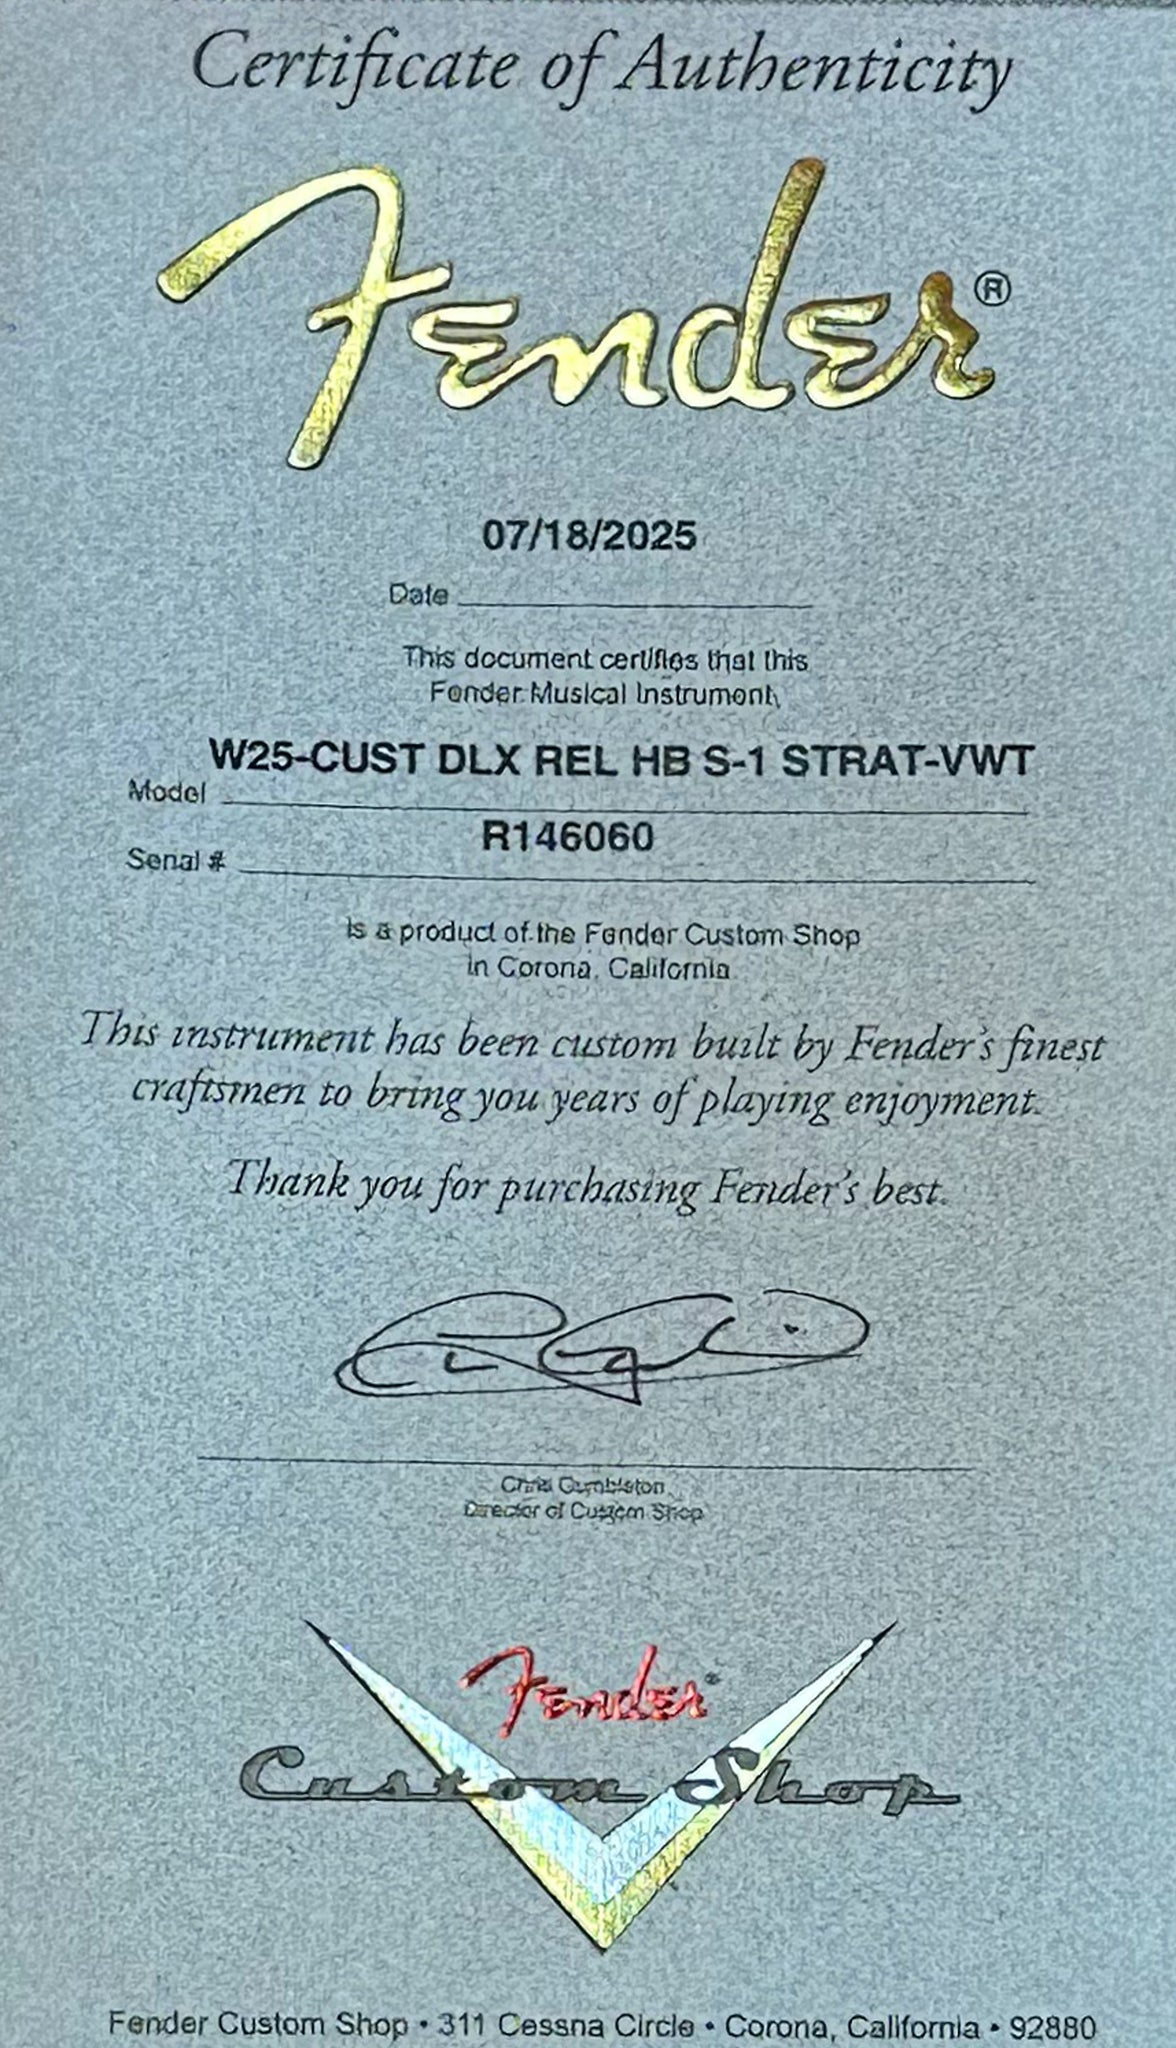 Certificate of Authenticity
Fender®
07/18/2025
Date
This document certifies that this
Fender Musical Instrument,
W25-CUST DLX REL HB S-1 STRAT-VWT
Model
R146060
Serial #
is a product of the Fender Custom Shop
in Corona, California
This instrument has been custom built by Fender's finest
craftsmen to bring you years of playing enjoyment.
Thank you for purchasing Fender's best.
Director of Custom Shop
Fender
Custom Shop
Fender Custom Shop • 311 Cessna Circle • Corona, California • 92880